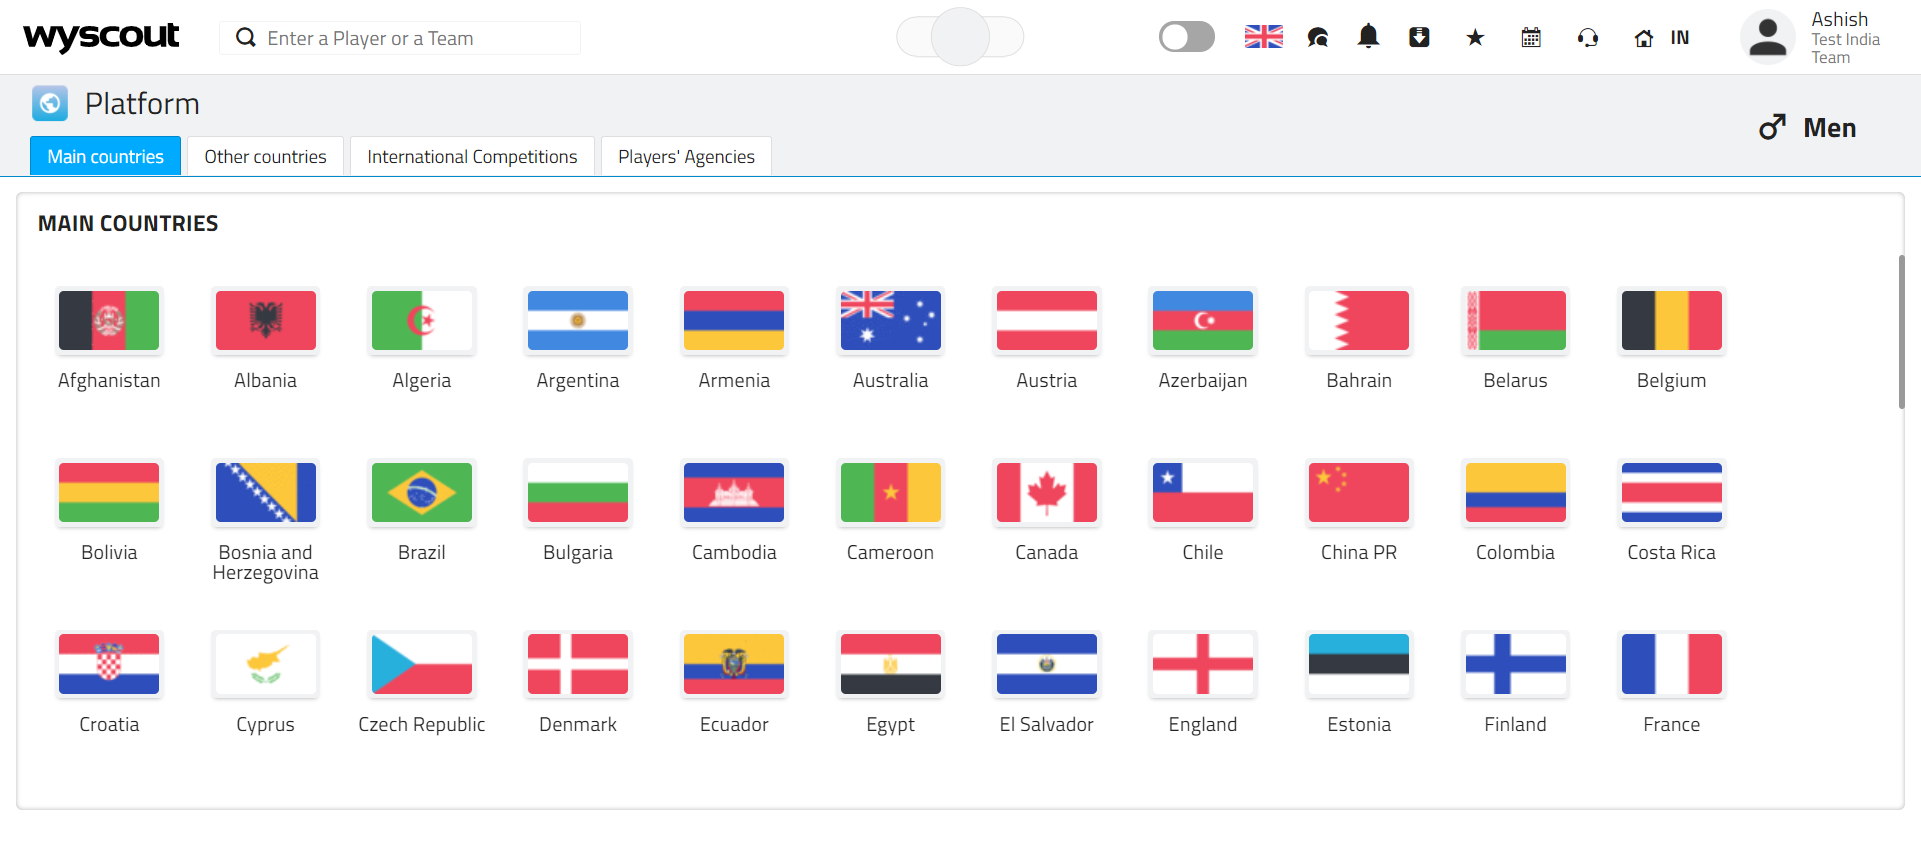 wyscout
Enter a Player or a Team
IN
Ashish
Test India
Team
Platform
Men
Main countries
Other countries
International Competitions
Players' Agencies
MAIN COUNTRIES
Afghanistan
Albania
Algeria
Argentina
Armenia
Australia
Austria
Azerbaijan
Bahrain
Belarus
Belgium
Bolivia
Bosnia and
Herzegovina
Brazil
Bulgaria
Cambodia
Cameroon
Canada
Chile
China PR
Colombia
Costa Rica
Croatia
Cyprus
Czech Republic
Denmark
Ecuador
Egypt
El Salvador
England
Estonia
Finland
France